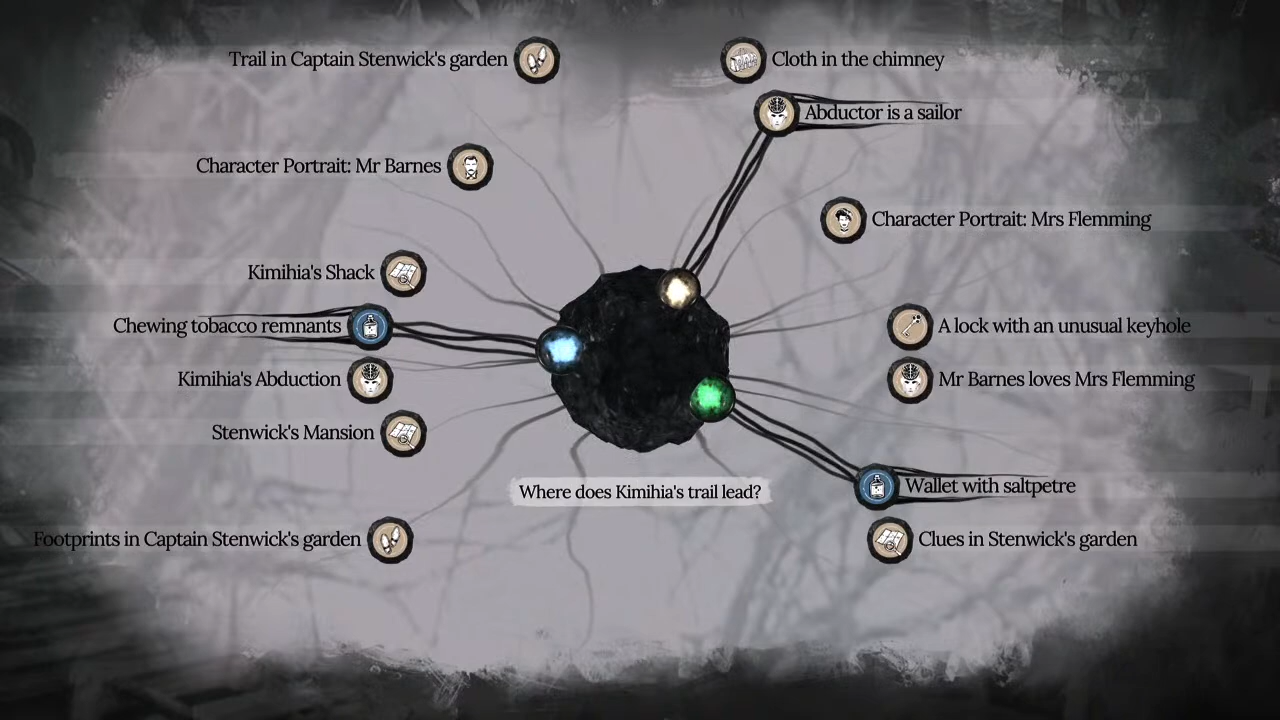 Trail in Captain Stenwick's garden
Cloth in the chimney
Abductor is a sailor
Character Portrait: Mr Barnes
Character Portrait: Mrs Flemming
Kimihia's Shack
Chewing tobacco remnants
A lock with an unusual keyhole
Kimihia's Abduction
Mr Barnes loves Mrs Flemming
Stenwick's Mansion
Where does Kimihia's trail lead?
Wallet with saltpetre
Footprints in Captain Stenwick's garden
Clues in Stenwick's garden